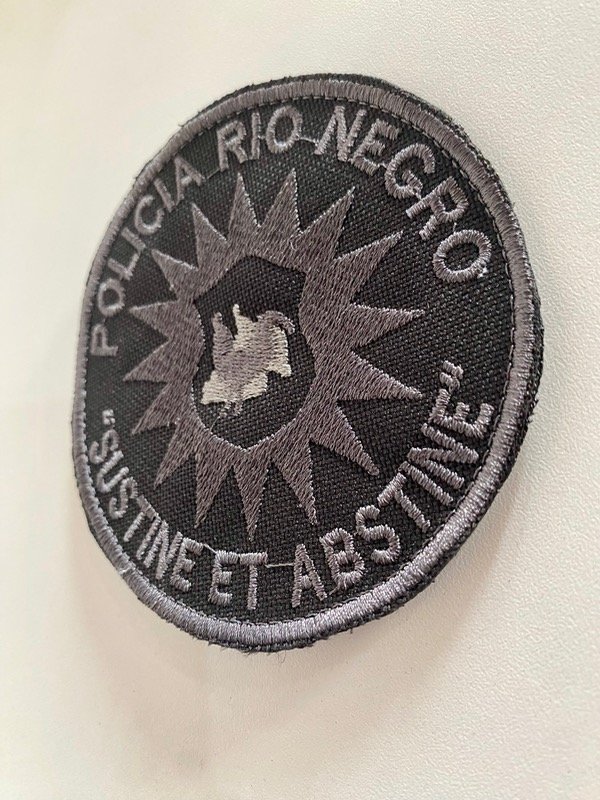 POLICIA RIO NEGRO
"SUSTINE ET ABSTINE"